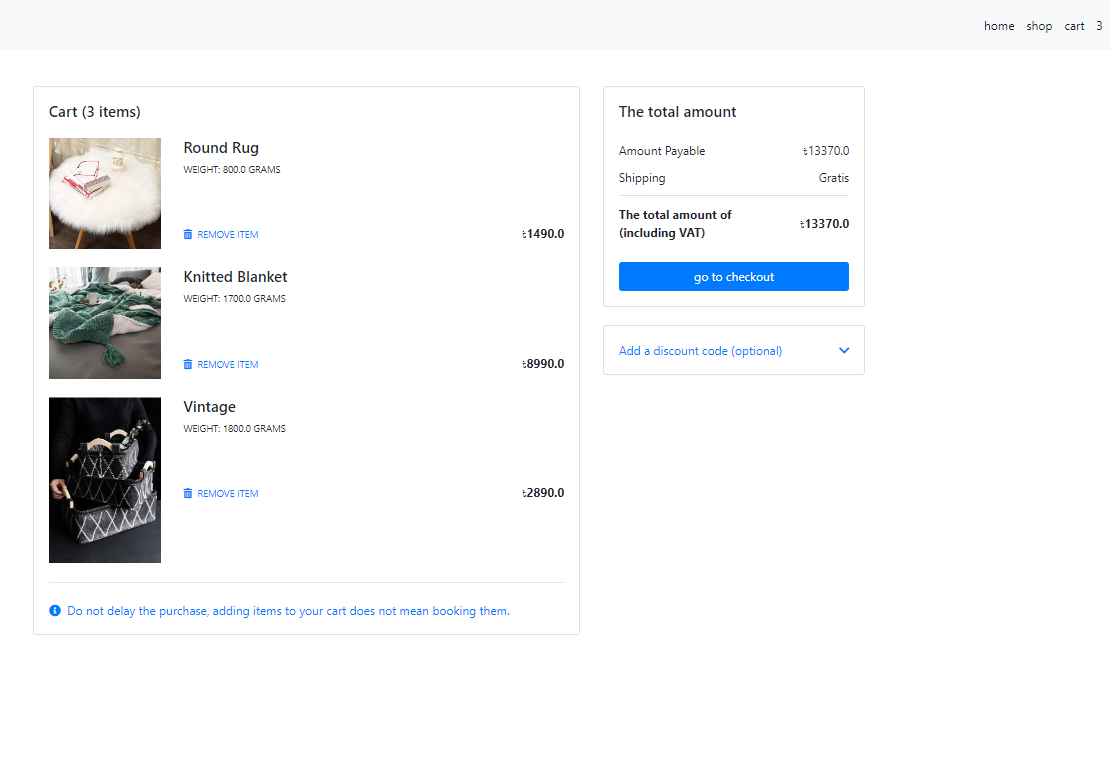 home shop cart 3
Cart (3 items)
Round Rug
WEIGHT: 800.0 GRAMS
REMOVE ITEM ৳1490.0
Knitted Blanket
WEIGHT: 1700.0 GRAMS
REMOVE ITEM ৳8990.0
Vintage
WEIGHT: 1800.0 GRAMS
REMOVE ITEM ৳2890.0
Do not delay the purchase, adding items to your cart does not mean booking them.
The total amount
Amount Payable ৳13370.0
Shipping Gratis
The total amount of
(including VAT) ৳13370.0
go to checkout
Add a discount code (optional)